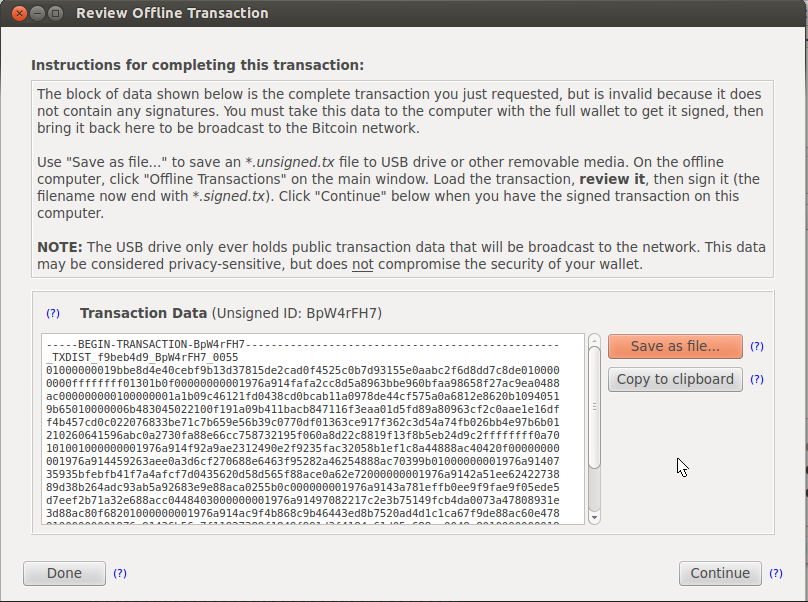 Review Offline Transaction
Instructions for completing this transaction:
The block of data shown below is the complete transaction you just requested, but is invalid because it does
not contain any signatures. You must take this data to the computer with the full wallet to get it signed, then
bring it back here to be broadcast to the Bitcoin network.
Use "Save as file..." to save an *.unsigned.tx file to USB drive or other removable media. On the offline
computer, click "Offline Transactions" on the main window. Load the transaction, review it, then sign it (the
filename now end with *.signed.tx). Click "Continue" below when you have the signed transaction on this
computer.
NOTE: The USB drive only ever holds public transaction data that will be broadcast to the network. This data
may be considered privacy-sensitive, but does not compromise the security of your wallet.
(?) Transaction Data (Unsigned ID: BpW4rFH7)
-----BEGIN-TRANSACTION-BpW4rFH7-------------------------------------------------
_TXDIST_f9beb4d9_BpW4rFH7_0055
01000000019bbe8d4e40cebf9b13d37815de2cad0f4525c0b7d93155e0aabc2f6d8dd7c8de010000
0000ffffffff01301b0f00000000001976a914fafa2cc8d5a8963bbe960bfaa98658f27ac9ea0488
ac000000000100000001a1b09c46121fd0438cd0bcab11a0978de44cf575a0a6812e8620b1094051
9b65010000006b483045022100f191a09b411bacb847116f3eaa01d5fd89a80963cf2c0aae1e16df
f4b457cd0c022076833be71c7b659e56b39c0770df01363ce917f362c3d54a74fb026bb4e97b6b01
210260641596abc0a2730fa88e66cc758732195f060a8d22c8819f13f8b5eb24d9c2ffffffff0a70
101001000000001976a914f92a9ae2312490e2f9235fac32058b1ef1c8a44888ac40420f00000000
001976a914459263aee0a3d6cf270688e6463f95282a46254888ac70399b01000000001976a91407
35935bfebfb41f7a4afcf7d0435620d58d565f88ace0a62e72000000001976a9142a51ee62422738
89d38b264adc93ab5a92683e9e88aca0255b0c000000001976a9143a781effb0ee9f9fae9f05ede5
d7eef2b71a32e688acc0448403000000001976a91497082217c2e3b75149fcb4da0073a47808931e
3d88ac80f68201000000001976a914ac9f4b868c9b46443ed8b7520ad4d1c1ca67f9de88ac60e478
Save as file... (?)
Copy to clipboard (?)
Done (?)
Continue (?)